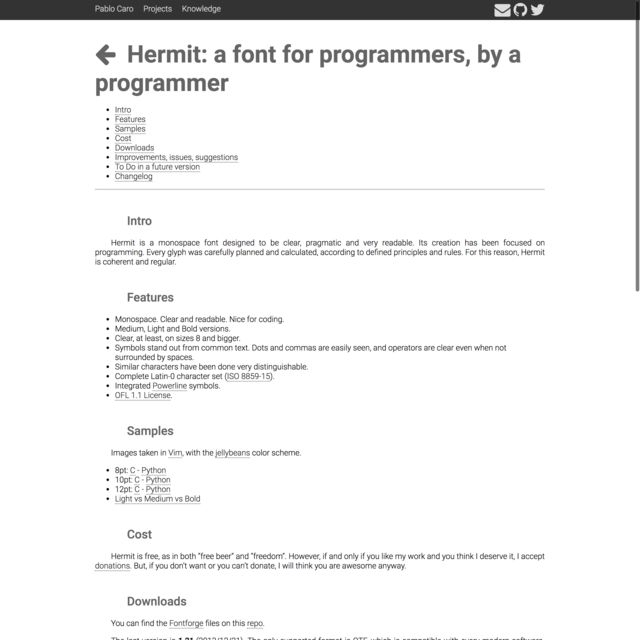 Pablo Caro Projects Knowledge
Hermit: a font for programmers, by a
programmer
Intro
Features
Samples
Cost
Downloads
Improvements, issues, suggestions
To Do in a future version
Changelog
Intro
Hermit is a monospace font designed to be clear, pragmatic and very readable. Its creation has been focused on
programming. Every glyph was carefully planned and calculated, according to defined principles and rules. For this reason, Hermit
is coherent and regular.
Features
Monospace. Clear and readable. Nice for coding.
Medium, Light and Bold versions.
Clear, at least, on sizes 8 and bigger.
Symbols stand out from common text. Dots and commas are easily seen, and operators are clear even when not
surrounded by spaces.
Similar characters have been done very distinguishable.
Complete Latin-0 character set (ISO 8859-15).
Integrated Powerline symbols.
OFL 1.1 License.
Samples
Images taken in Vim, with the jellybeans color scheme.
8pt: C - Python
10pt: C - Python
12pt: C - Python
Light vs Medium vs Bold
Cost
Hermit is free, as in both “free beer” and “freedom”. However, if and only if you like my work and you think I deserve it, I accept
donations. But, if you don’t want or you can’t donate, I will think you are awesome anyway.
Downloads
You can find the Fontforge files on this repo.